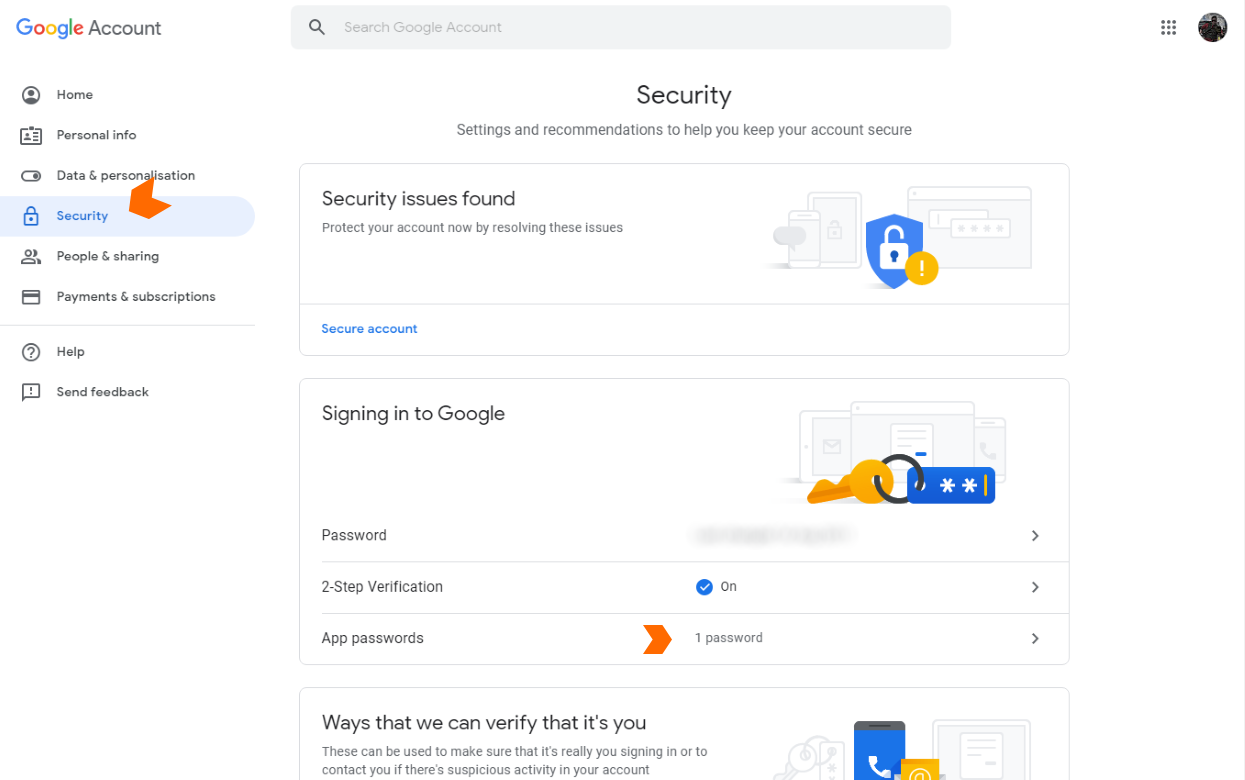 Google Account
Search Google Account
Home
Personal info
Data & personalisation
Security
People & sharing
Payments & subscriptions
Help
Send feedback
Security
Settings and recommendations to help you keep your account secure
Security issues found
Protect your account now by resolving these issues
Secure account
Signing in to Google
Password
2-Step Verification
On
App passwords
1 password
Ways that we can verify that it's you
These can be used to make sure that it's really you signing in or to
contact you if there's suspicious activity in your account